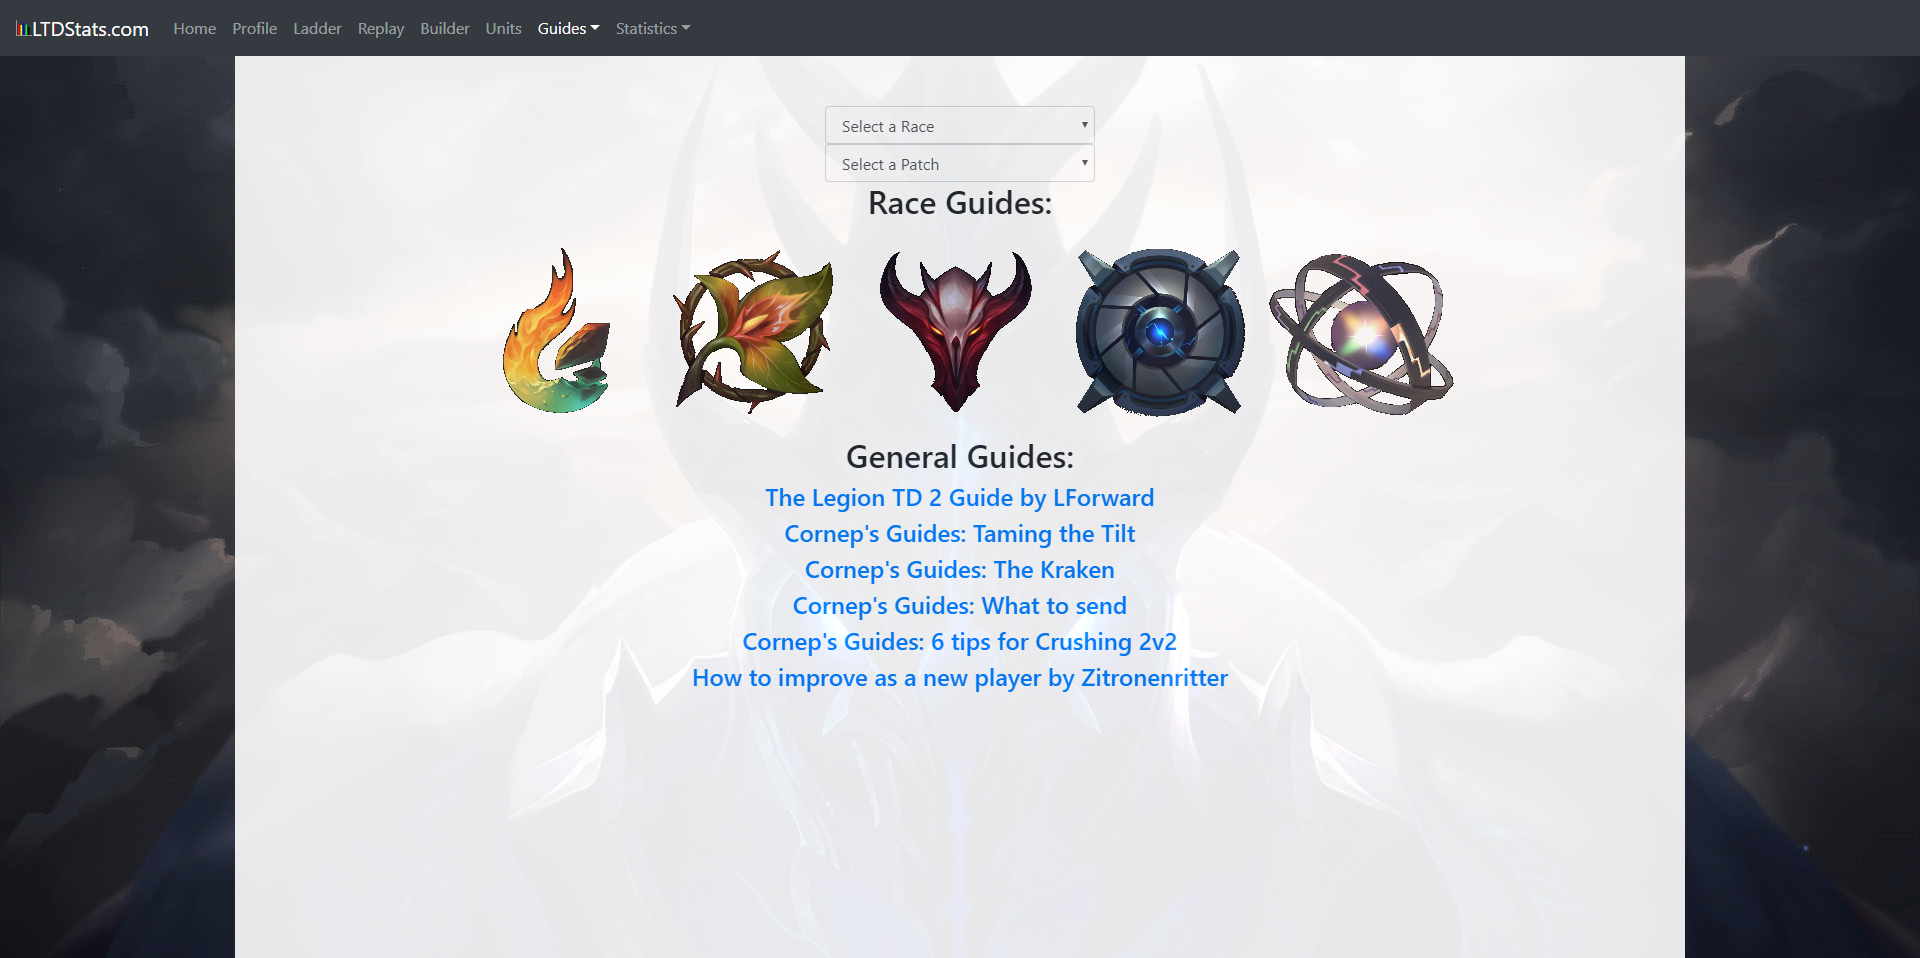 LTDStats.com Home Profile Ladder Replay Builder Units Guides Statistics
Select a Race
Select a Patch
Race Guides:
General Guides:
The Legion TD 2 Guide by LForward
Cornep's Guides: Taming the Tilt
Cornep's Guides: The Kraken
Cornep's Guides: What to send
Cornep's Guides: 6 tips for Crushing 2v2
How to improve as a new player by Zitronenritter